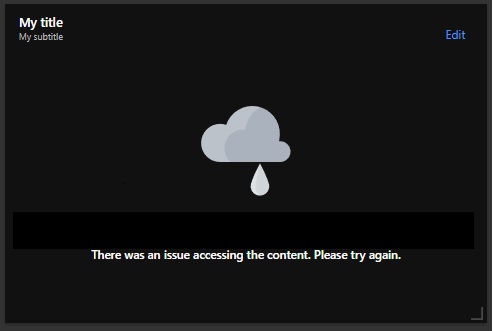 My title
My subtitle
Edit
There was an issue accessing the content. Please try again.